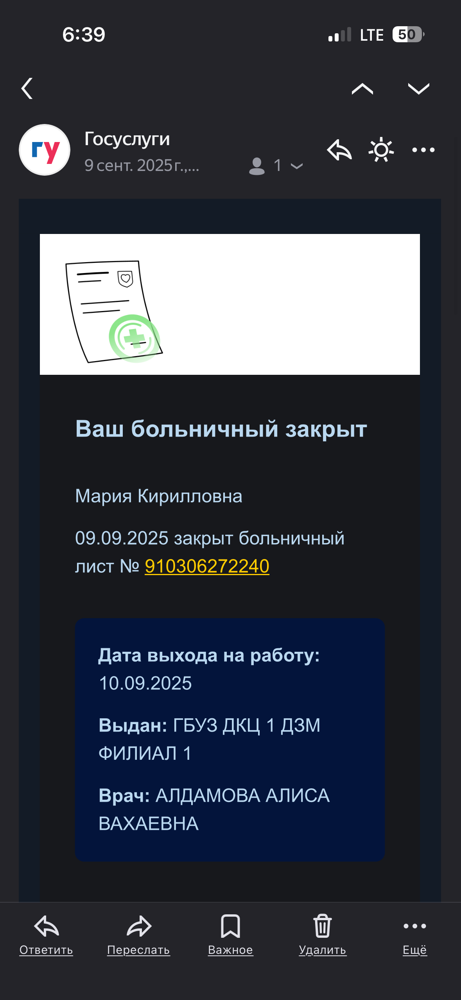 6:39
LTE
50
гу
Госуслуги
9 сент. 2025 г.,...
1
Ваш больничный закрыт
Мария Кирилловна
09.09.2025 закрыт больничный
лист № 910306272240
Дата выхода на работу:
10.09.2025
Выдан: ГБУЗ ДКЦ 1 ДЗМ
ФИЛИАЛ 1
Врач: АЛДАМОВА АЛИСА
ВАХАЕВНА
Ответить
Переслать
Важное
Удалить
Ещё